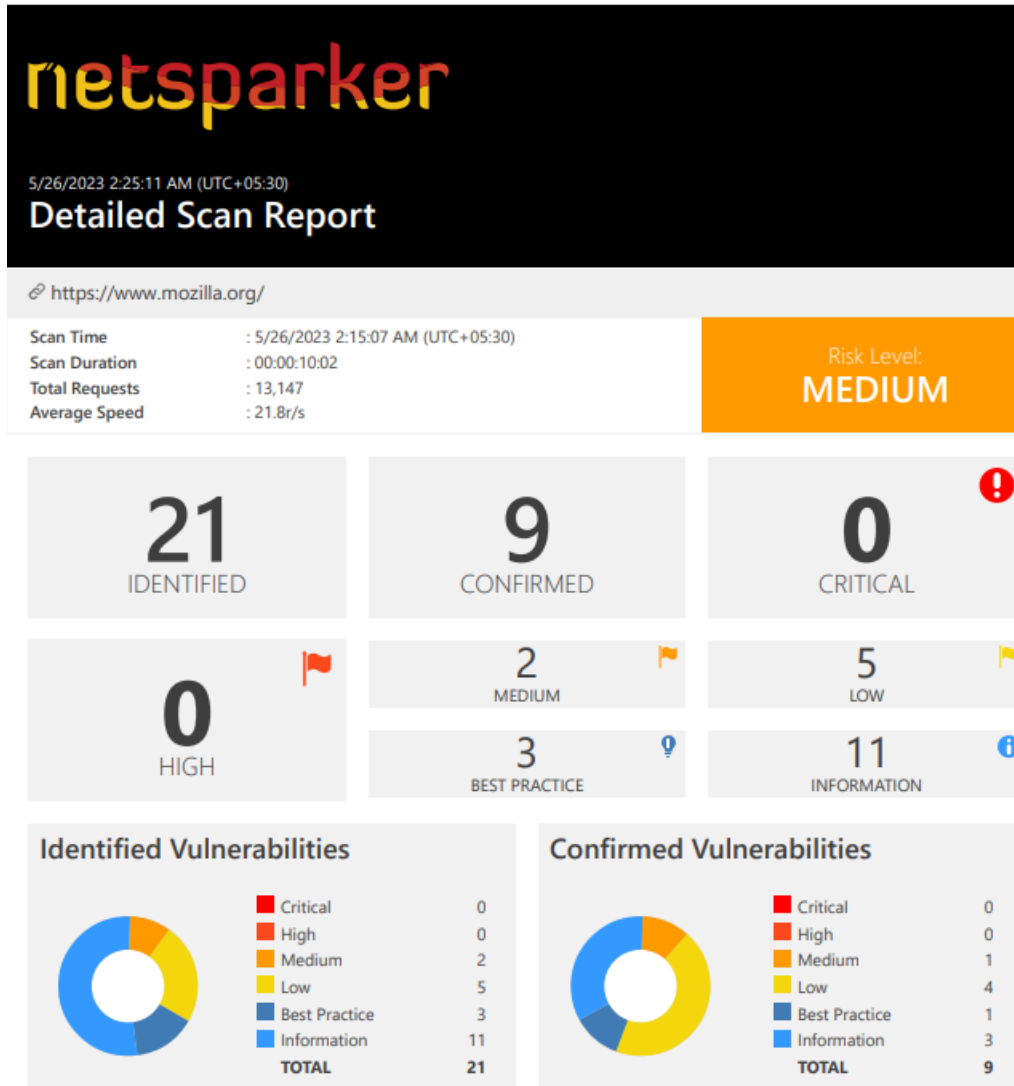 netsparker
5/26/2023 2:25:11 AM (UTC+05:30)
Detailed Scan Report
https://www.mozilla.org/
Scan Time : 5/26/2023 2:15:07 AM (UTC+05:30)
Scan Duration : 00:00:10:02
Total Requests : 13,147
Average Speed : 21.8r/s
Risk Level:
MEDIUM
21
IDENTIFIED
9
CONFIRMED
0
CRITICAL
0
HIGH
2
MEDIUM
5
LOW
3
BEST PRACTICE
11
INFORMATION
Identified Vulnerabilities
Critical 0
High 0
Medium 2
Low 5
Best Practice 3
Information 11
TOTAL 21
Confirmed Vulnerabilities
Critical 0
High 0
Medium 1
Low 4
Best Practice 1
Information 3
TOTAL 9